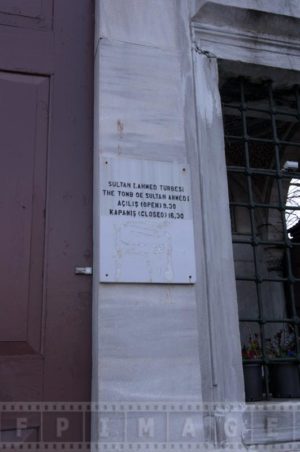 SULTAN I.AHMED TÜRBESİ
THE TOMB OF SULTAN AHMED I
AÇILIŞ (OPEN) 9.30
KAPANIŞ (CLOSED) 16.30
FPIMAGE